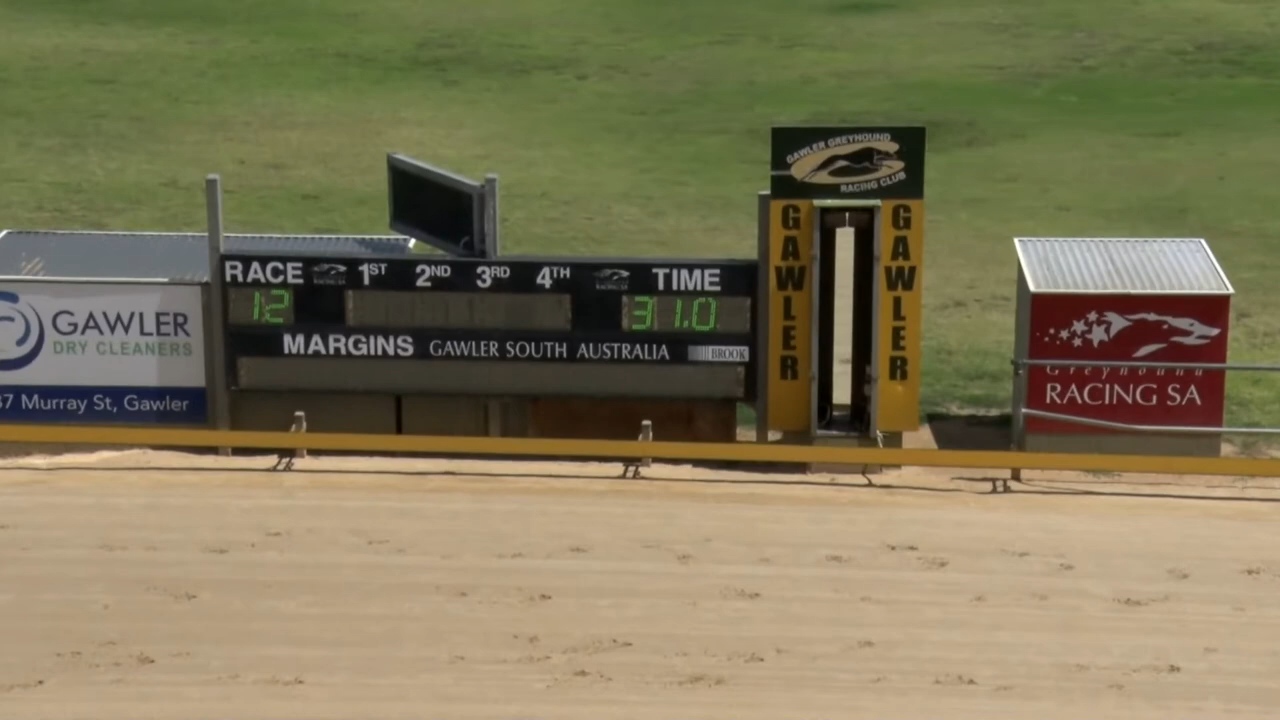 GAWLER GREYHOUND
RACING CLUB
GAWLER
GAWLER
RACE 1ST 2ND 3RD 4TH TIME
12 31.0
MARGINS GAWLER SOUTH AUSTRALIA BROOK
GAWLER
DRY CLEANERS
37 Murray St, Gawler
Greyhound
RACING SA